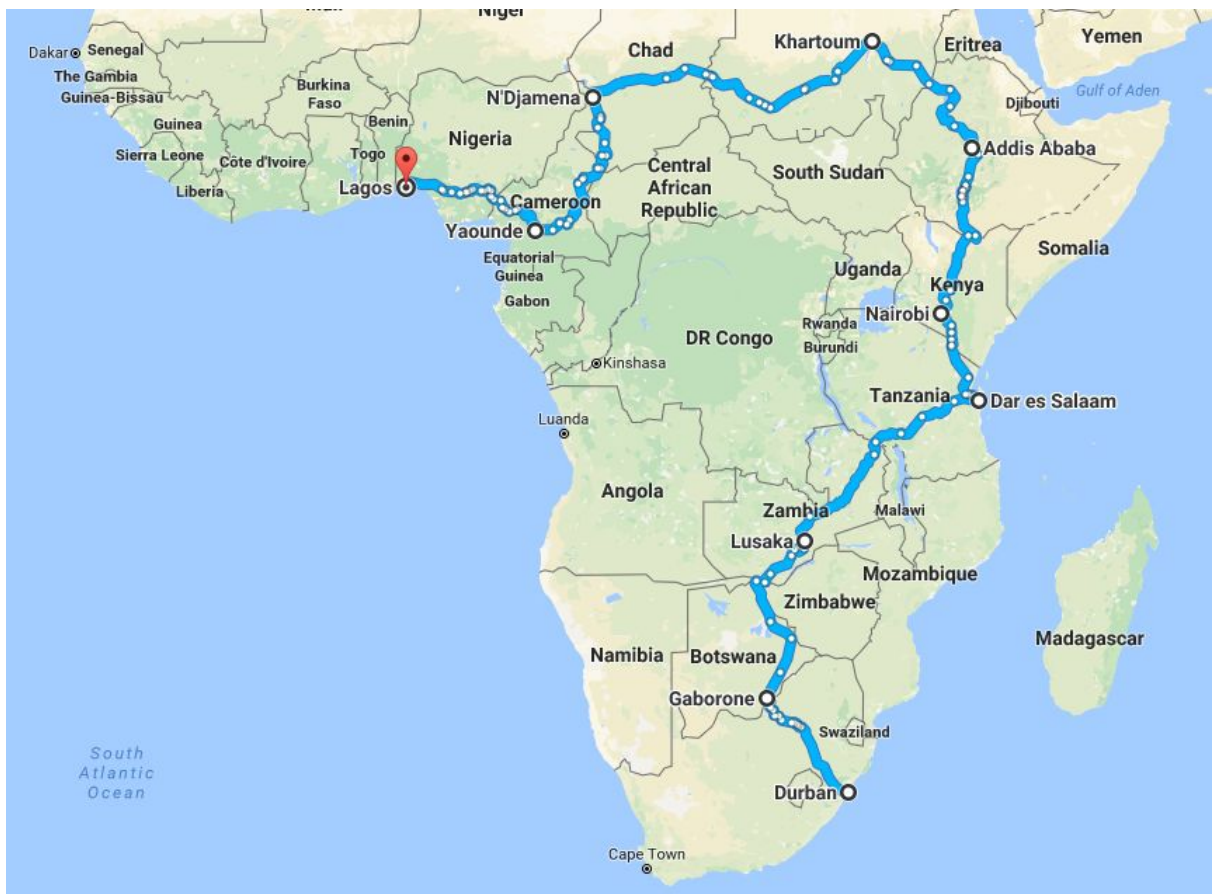 Mali
Niger
Dakar
Senegal
The Gambia
Guinea-Bissau
Guinea
Sierra Leone
Liberia
Côte d'Ivoire
Burkina
Faso
Togo
Benin
Nigeria
Lagos
Chad
N'Djamena
Khartoum
Eritrea
Yemen
Gulf of Aden
Djibouti
Addis Ababa
South Sudan
Central
African
Republic
Cameroon
Yaounde
Equatorial
Guinea
Gabon
Uganda
Kenya
Somalia
Nairobi
Rwanda
Burundi
DR Congo
Kinshasa
Tanzania
Dar es Salaam
Luanda
Angola
Zambia
Malawi
Lusaka
Mozambique
Zimbabwe
Madagascar
Namibia
Botswana
Gaborone
Swaziland
South
Atlantic
Ocean
Durban
Cape Town